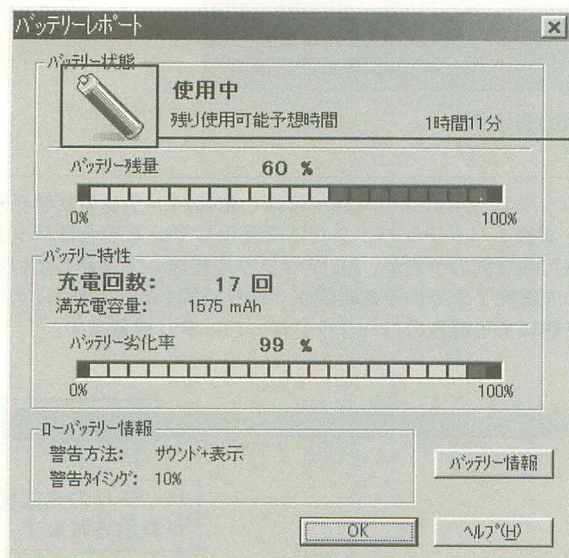 バッテリーレポート
バッテリー状態
使用中
残り使用可能予想時間 1時間11分
バッテリー残量 60 %
0% 100%
バッテリー特性
充電回数: 17 回
満充電容量: 1575 mAh
バッテリー劣化率 99 %
0% 100%
ローバッテリー情報
警告方法: サウンド+表示
警告タイミング: 10%
バッテリー情報
OK ヘルプ(H)